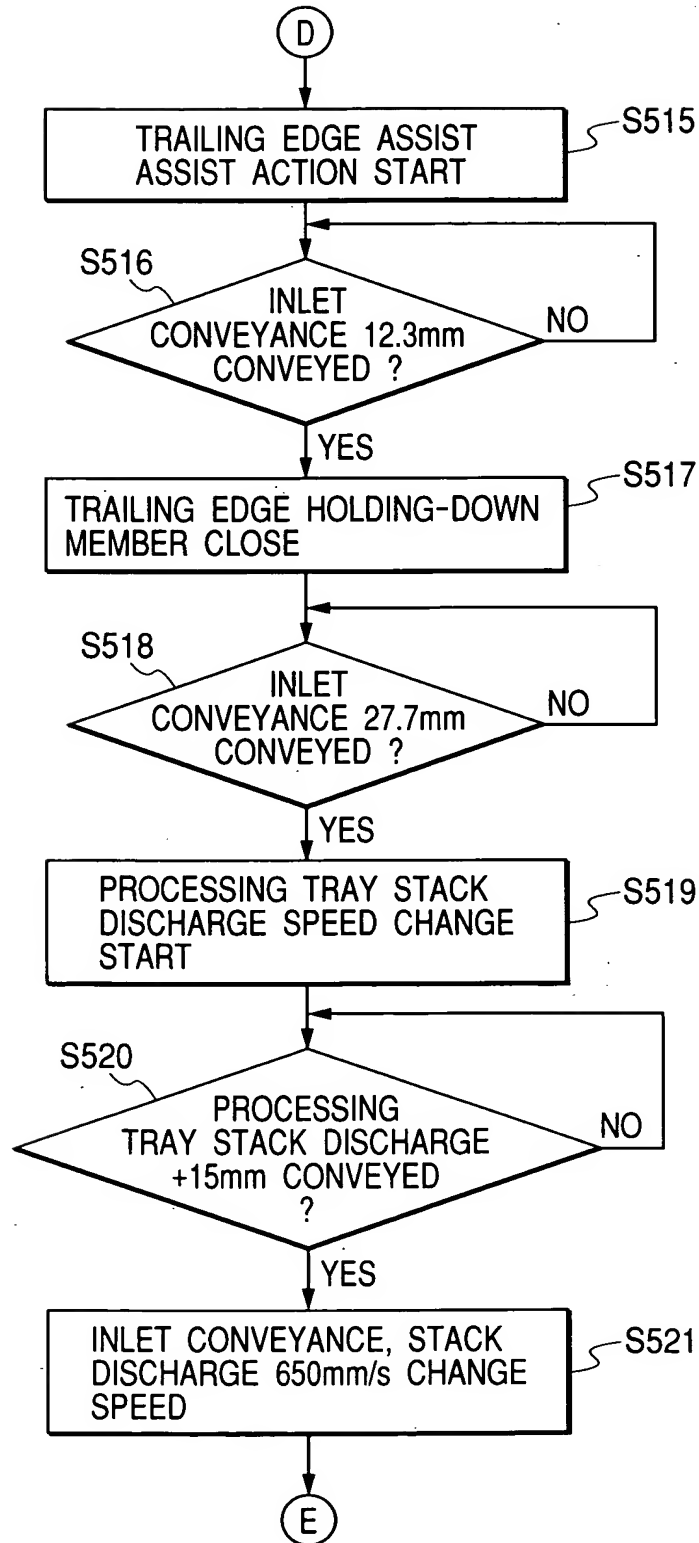 D
TRAILING EDGE ASSIST
ASSIST ACTION START
S515
S516
INLET
CONVEYANCE 12.3mm
CONVEYED ?
NO
YES
S517
TRAILING EDGE HOLDING-DOWN
MEMBER CLOSE
S518
INLET
CONVEYANCE 27.7mm
CONVEYED ?
NO
YES
PROCESSING TRAY STACK
DISCHARGE SPEED CHANGE
START
S519
S520
PROCESSING
TRAY STACK DISCHARGE
+15mm CONVEYED
?
NO
YES
INLET CONVEYANCE, STACK
DISCHARGE 650mm/s CHANGE
SPEED
S521
E